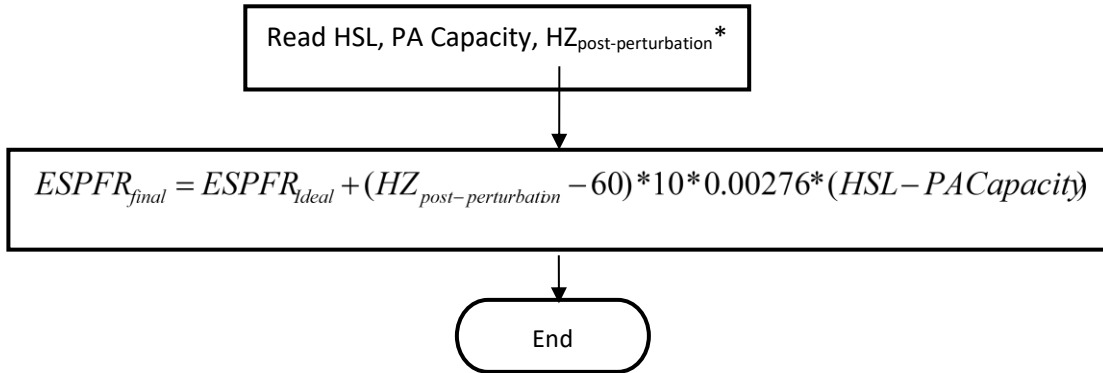 Read HSL, PA Capacity, HZpost-perturbation*
ESPFRfinal = ESPFRIdeal + (HZpost-perturbation −60)*10*0.00276*(HSL−PACapacity)
End